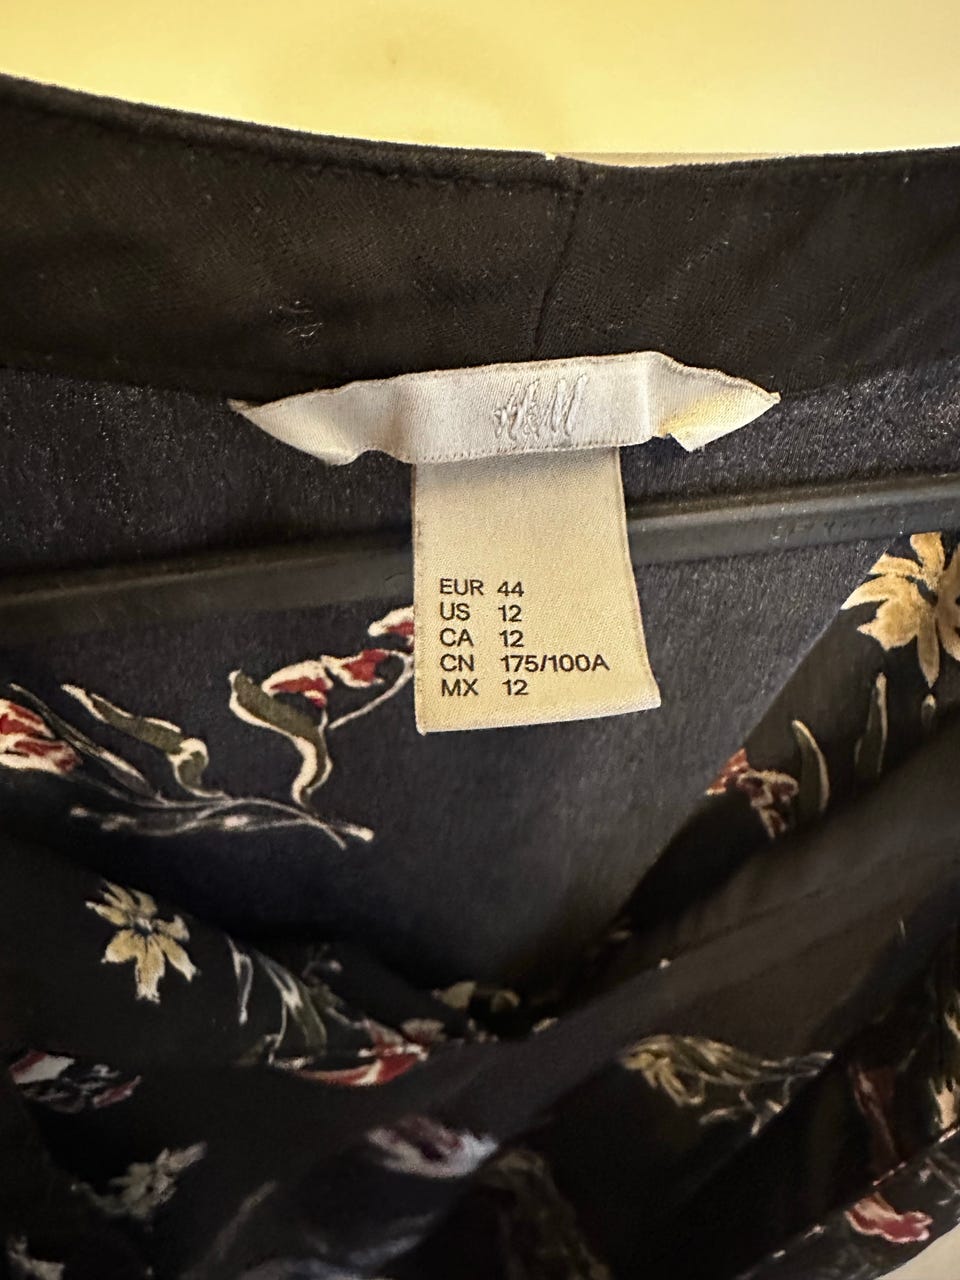 H&M
EUR 44
US 12
CA 12
CN 175/100A
MX 12